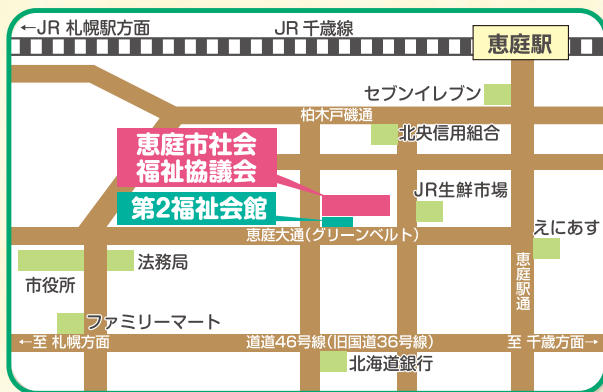 ←JR 札幌駅方面
JR 千歳線
恵庭駅
セブンイレブン
柏木戸磯通
北央信用組合
恵庭市社会
福祉協議会
JR生鮮市場
第2福祉会館
恵庭大通(グリーンベルト)
えにあす
法務局
市役所
恵庭駅通
ファミリーマート
←至 札幌方面
道道46号線(旧国道36号線)
至 千歳方面→
北海道銀行